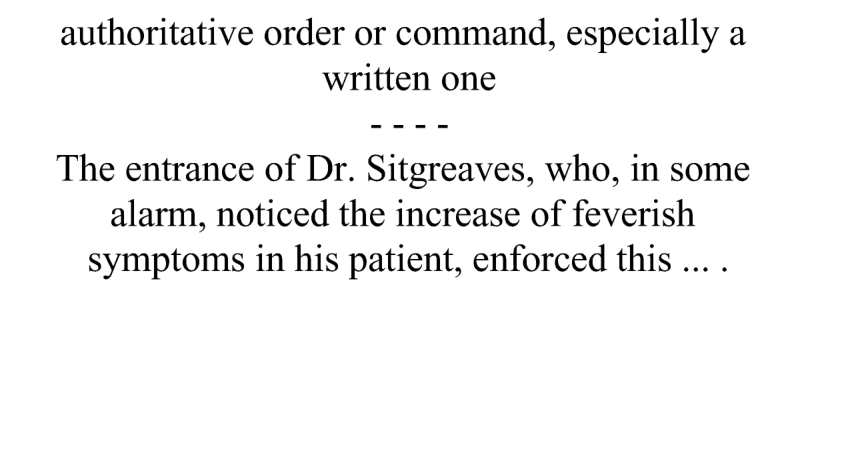 authoritative order or command, especially a
written one
- - - -
The entrance of Dr. Sitgreaves, who, in some
alarm, noticed the increase of feverish
symptoms in his patient, enforced this ... .